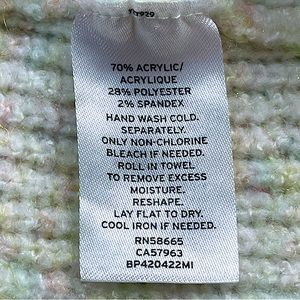 70% ACRYLIC/
ACRYLIQUE
28% POLYESTER
2% SPANDEX
HAND WASH COLD.
SEPARATELY.
ONLY NON-CHLORINE
BLEACH IF NEEDED.
ROLL IN TOWEL
TO REMOVE EXCESS
MOISTURE.
RESHAPE.
LAY FLAT TO DRY.
COOL IRON IF NEEDED.
RN58665
CA57963
BP420422MI